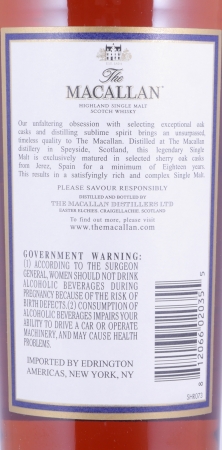 The
MACALLAN
HIGHLAND SINGLE MALT
SCOTCH WHISKY
Our unfaltering obsession with selecting exceptional oak
casks and distilling sublime spirit brings an unsurpassed,
timeless quality to The Macallan. Distilled at The Macallan
distillery in Speyside, Scotland, this legendary Single
Malt is exclusively matured in selected sherry oak casks
from Jerez, Spain for a minimum of Eighteen years.
This results in a satisfyingly rich and complex Single Malt.
PLEASE SAVOUR RESPONSIBLY
DISTILLED AND BOTTLED BY
THE MACALLAN DISTILLERS LTD
EASTER ELCHIES, CRAIGELLACHIE, SCOTLAND
To find out more, please visit
www.themacallan.com
GOVERNMENT WARNING:
(1) ACCORDING TO THE SURGEON
GENERAL, WOMEN SHOULD NOT DRINK
ALCOHOLIC BEVERAGES DURING
PREGNANCY BECAUSE OF THE RISK OF
BIRTH DEFECTS. (2) CONSUMPTION OF
ALCOHOLIC BEVERAGES IMPAIRS YOUR
ABILITY TO DRIVE A CAR OR OPERATE
MACHINERY, AND MAY CAUSE HEALTH
PROBLEMS.
IMPORTED BY EDRINGTON
AMERICAS, NEW YORK, NY
8 12066 02035 5